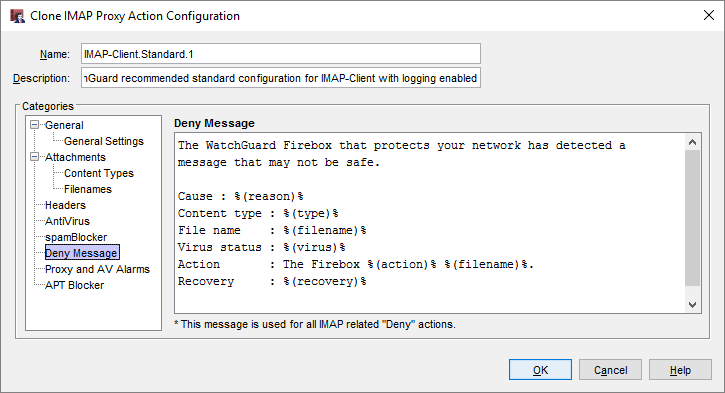 Clone IMAP Proxy Action Configuration
Name: IMAP-Client.Standard.1
Description: Guard recommended standard configuration for IMAP-Client with logging enabled
Categories
General
General Settings
Attachments
Content Types
Filenames
Headers
AntiVirus
spamBlocker
Deny Message
Proxy and AV Alarms
APT Blocker
Deny Message
The WatchGuard Firebox that protects your network has detected a
message that may not be safe.
Cause : %(reason)%
Content type : %(type)%
File name    : %(filename)%
Virus status : %(virus)%
Action       : The Firebox %(action)% %(filename)%.
Recovery     : %(recovery)%
* This message is used for all IMAP related "Deny" actions.
OK Cancel Help